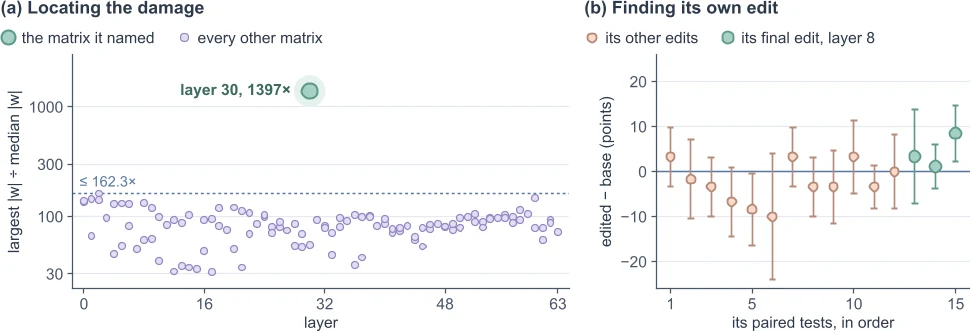 (a) Locating the damage
the matrix it named
every other matrix
layer 30, 1397×
≤ 162.3×
1000
300
100
30
largest |w| ÷ median |w|
0
16
32
48
63
layer
(b) Finding its own edit
its other edits
its final edit, layer 8
20
10
0
−10
−20
edited − base (points)
1
5
10
15
its paired tests, in order